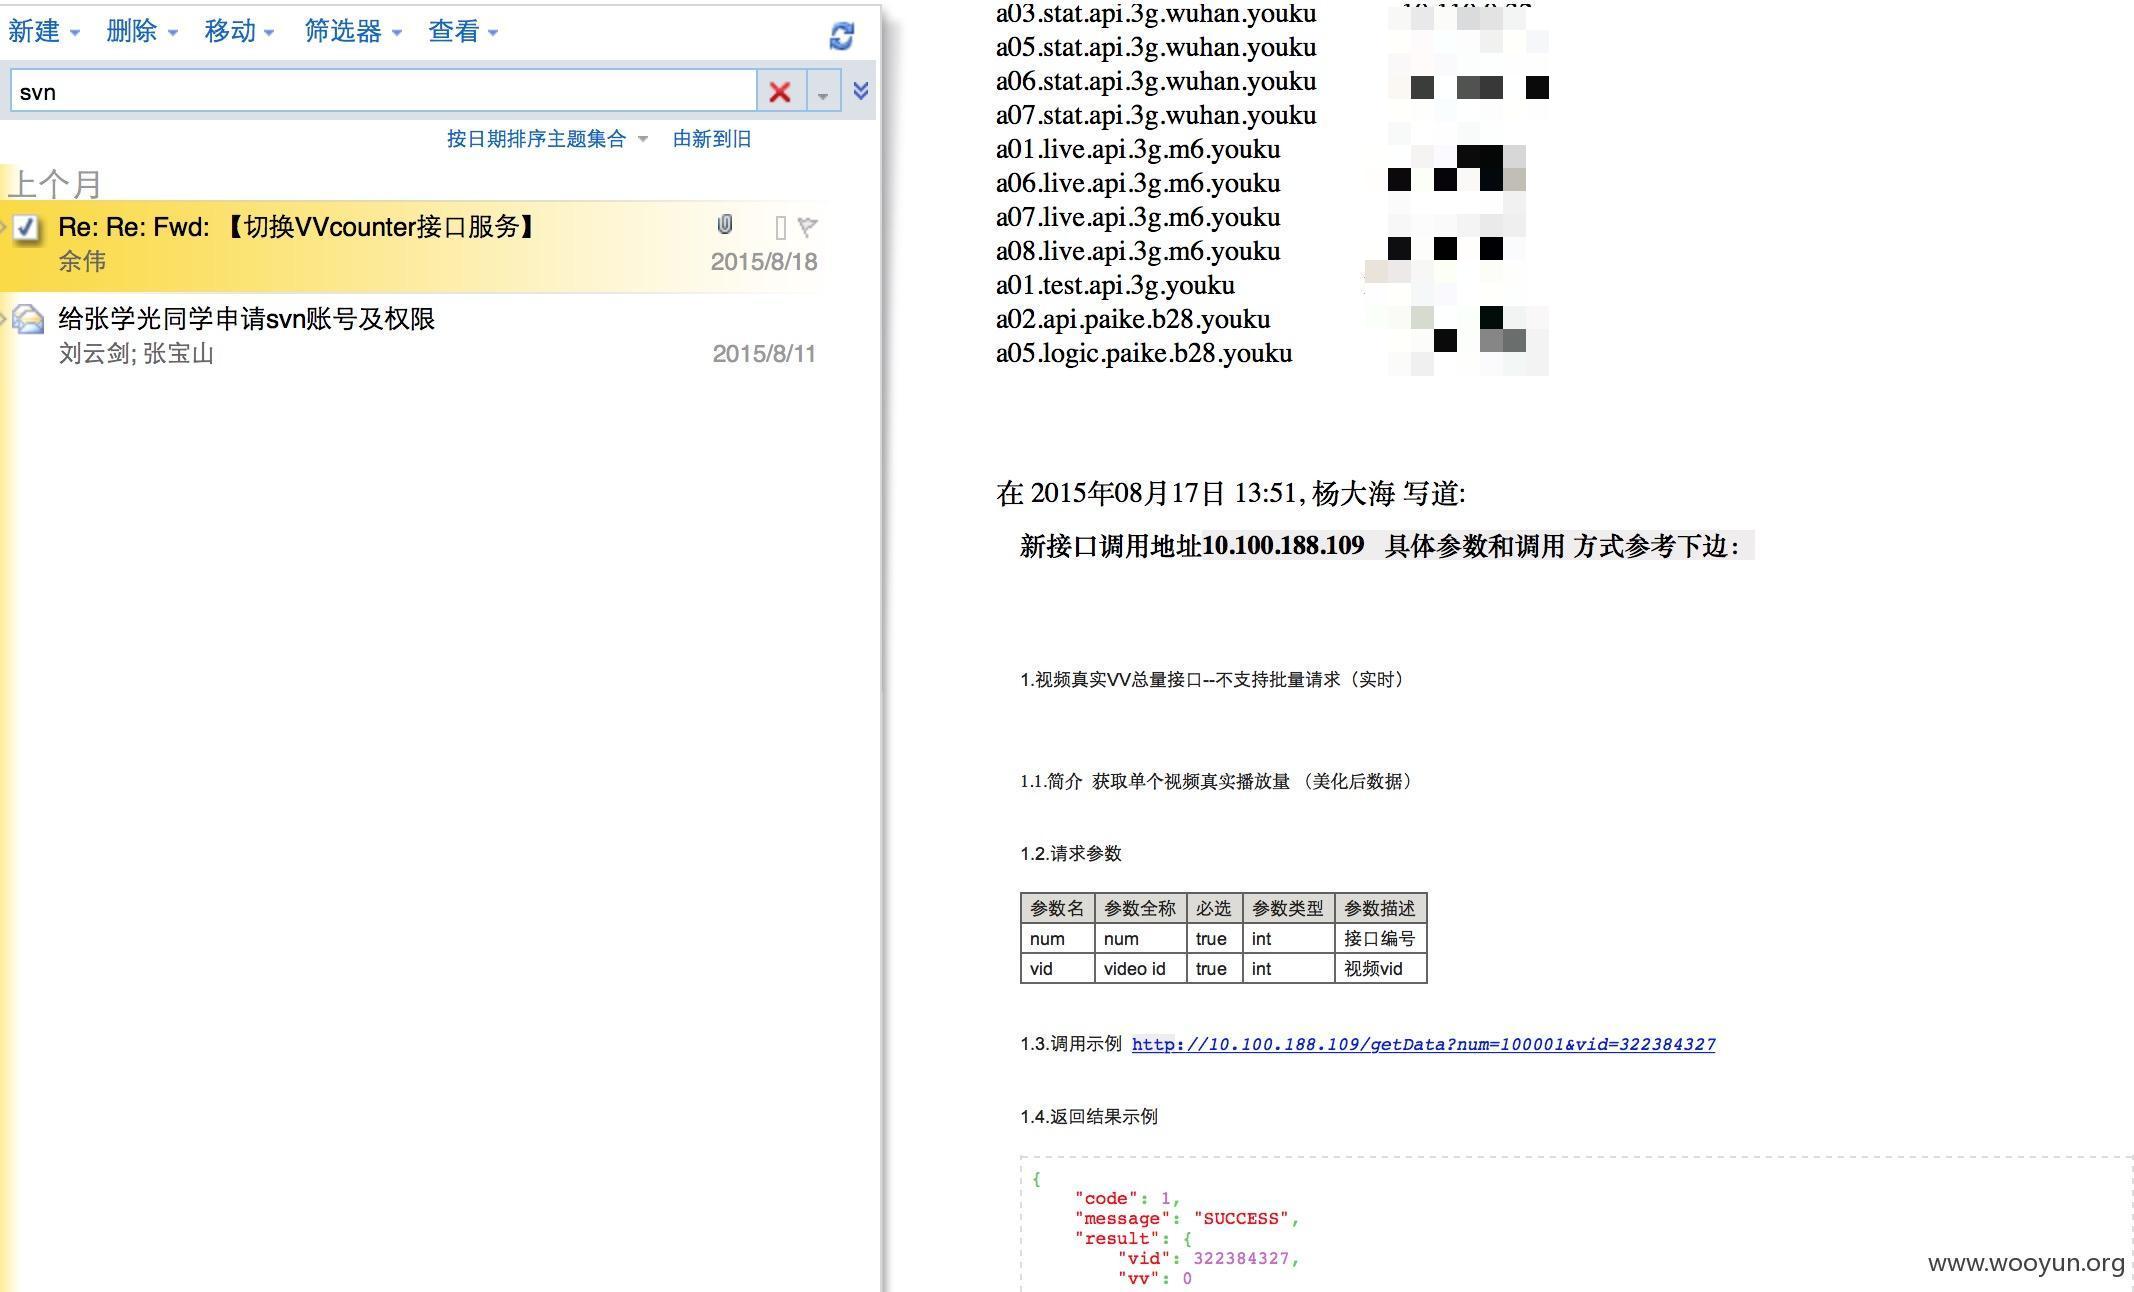 新建 删除 移动 筛选器 查看
svn
按日期排序主题集合 由新到旧
上个月
Re: Re: Fwd: 【切换VVcounter接口服务】
余伟 2015/8/18
给张学光同学申请svn账号及权限
刘云剑; 张宝山 2015/8/11
a03.stat.api.3g.wuhan.youku
a05.stat.api.3g.wuhan.youku
a06.stat.api.3g.wuhan.youku
a07.stat.api.3g.wuhan.youku
a01.live.api.3g.m6.youku
a06.live.api.3g.m6.youku
a07.live.api.3g.m6.youku
a08.live.api.3g.m6.youku
a01.test.api.3g.youku
a02.api.paike.b28.youku
a05.logic.paike.b28.youku
在 2015年08月17日 13:51, 杨大海 写道:
新接口调用地址10.100.188.109 具体参数和调用 方式参考下边：
1.视频真实VV总量接口--不支持批量请求（实时）
1.1.简介 获取单个视频真实播放量 （美化后数据）
1.2.请求参数
参数名 参数全称 必选 参数类型 参数描述
num num true int 接口编号
vid video id true int 视频vid
1.3.调用示例 http://10.100.188.109/getData?num=100001&vid=322384327
1.4.返回结果示例
{
"code": 1,
"message": "SUCCESS",
"result": {
"vid": 322384327,
"vv": 0
www.wooyun.org